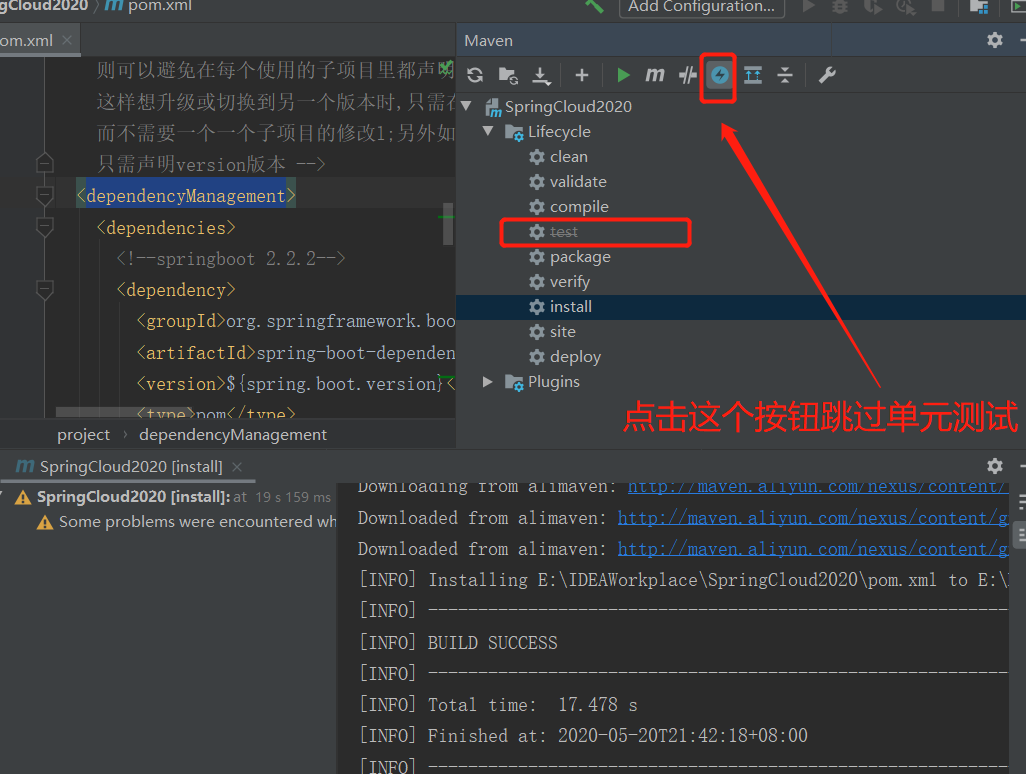 gCloud2020 pom.xml
Add Configuration...
om.xml
则可以避免在每个使用的子项目里都声明
这样想升级或切换到另一个版本时,只需在
而不需要一个一个子项目的修改l;另外如
只需声明version版本 -->
<dependencyManagement>
<dependencies>
<!--springboot 2.2.2-->
<dependency>
<groupId>org.springframework.boo
<artifactId>spring-boot-dependen
<version>${spring.boot.version}<
<type>pom</type>
project › dependencyManagement
Maven
SpringCloud2020
Lifecycle
clean
validate
compile
test
package
verify
install
site
deploy
Plugins
点击这个按钮跳过单元测试
SpringCloud2020 [install]
SpringCloud2020 [install]: at 19 s 159 ms
Some problems were encountered wh
Downloading from alimaven: http://maven.aliyun.com/nexus/content/
Downloaded from alimaven: http://maven.aliyun.com/nexus/content/g
Downloaded from alimaven: http://maven.aliyun.com/nexus/content/g
[INFO] Installing E:\IDEAWorkplace\SpringCloud2020\pom.xml to E:\
[INFO] ------------------------------------------------
[INFO] BUILD SUCCESS
[INFO] ------------------------------------------------
[INFO] Total time:  17.478 s
[INFO] Finished at: 2020-05-20T21:42:18+08:00
[INFO] ------------------------------------------------